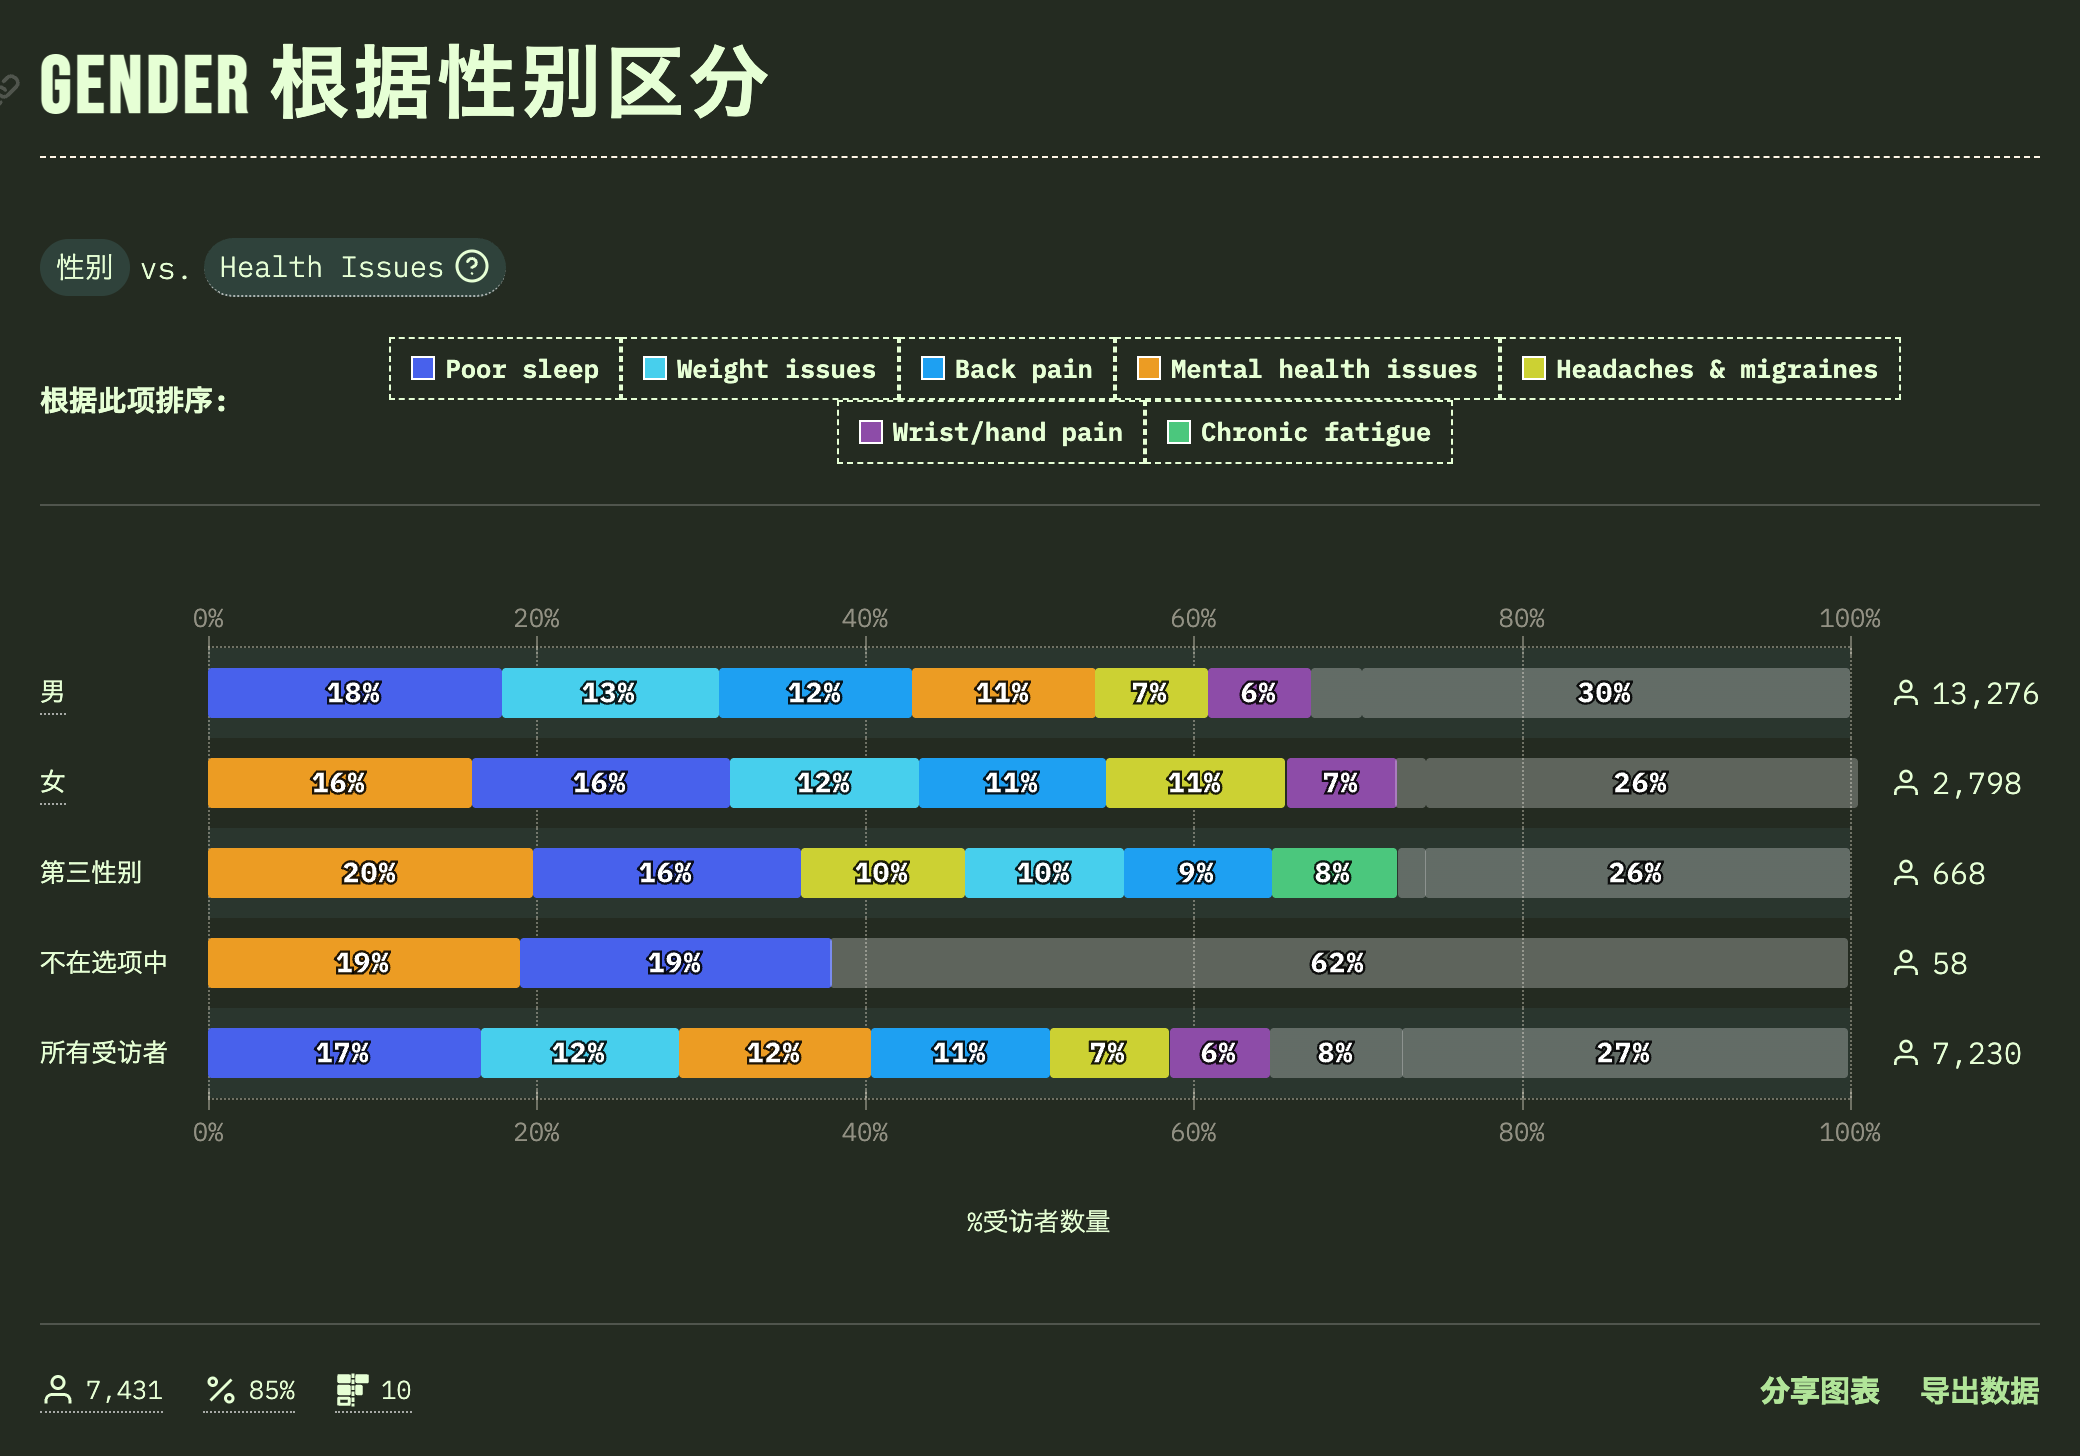 GENDER 根据性别区分
性别 vs. Health Issues ?
根据此项排序:
Poor sleep Weight issues Back pain Mental health issues Headaches & migraines
Wrist/hand pain Chronic fatigue
0% 20% 40% 60% 80% 100%
男 18% 13% 12% 11% 7% 6% 30% 13,276
女 16% 16% 12% 11% 11% 7% 26% 2,798
第三性别 20% 16% 10% 10% 9% 8% 26% 668
不在选项中 19% 19% 62% 58
所有受访者 17% 12% 12% 11% 7% 6% 8% 27% 7,230
0% 20% 40% 60% 80% 100%
%受访者数量
7,431 85% 10 分享图表 导出数据